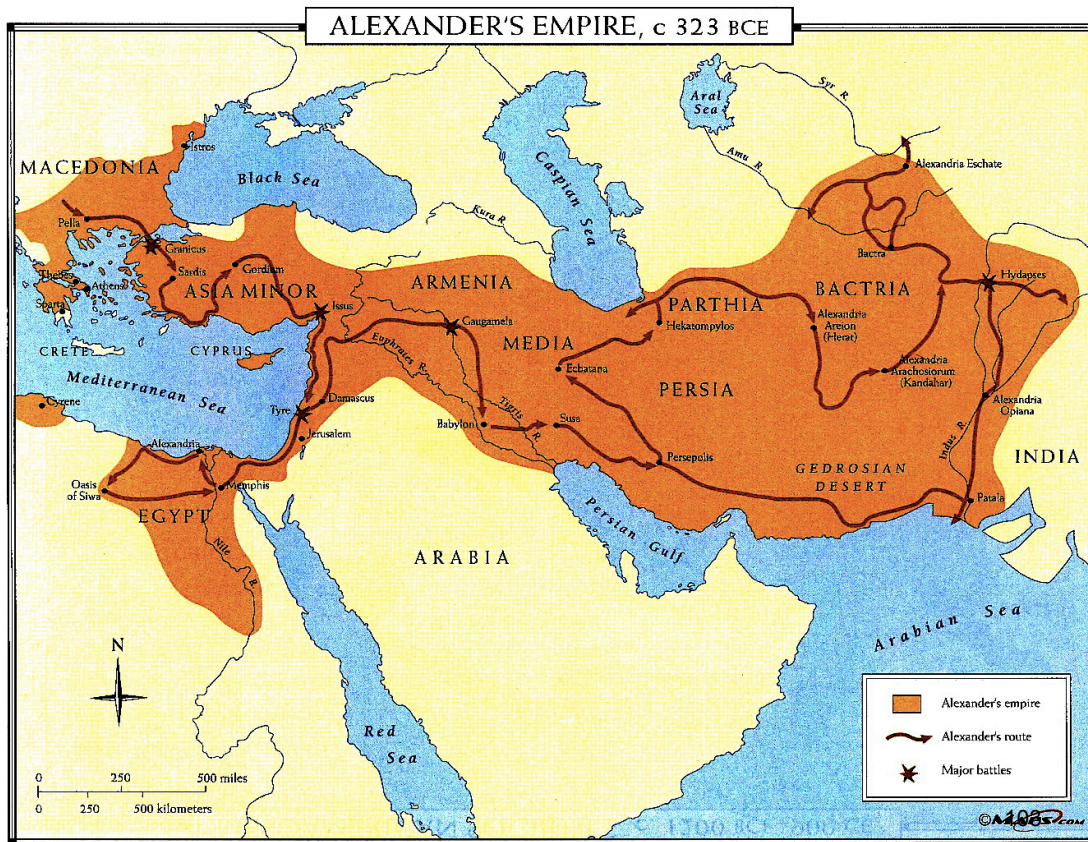 ALEXANDER'S EMPIRE, c 323 BCE
Aral
Sea
Syr R.
Amu R.
Istros
MACEDONIA
Black Sea
Caspian Sea
Alexandria Eschate
Kura R.
Pella
Granicus
Bactra
Hydapses
Thebes
Athens
Sparta
Sardis
Gordium
ASIA MINOR
ARMENIA
Issus
Gaugamela
PARTHIA
BACTRIA
Hekatompylos
Alexandria
Areion
(Herat)
CRETE
CYPRUS
Euphrates R.
MEDIA
Ecbatana
PERSIA
Alexandria
Arachosiorum
(Kandahar)
Mediterranean Sea
Cyrene
Tyre
Damascus
Jerusalem
Babylon
Tigris
R.
Susa
Alexandria
Opiana
Indus R.
INDIA
Alexandria
Oasis
of Siwa
Memphis
EGYPT
Persepolis
GEDROSIAN
DESERT
Patala
Persian Gulf
Nile
R.
ARABIA
Arabian Sea
N
Red
Sea
Alexander's empire
Alexander's route
Major battles
0 250 500 miles
0 250 500 kilometers